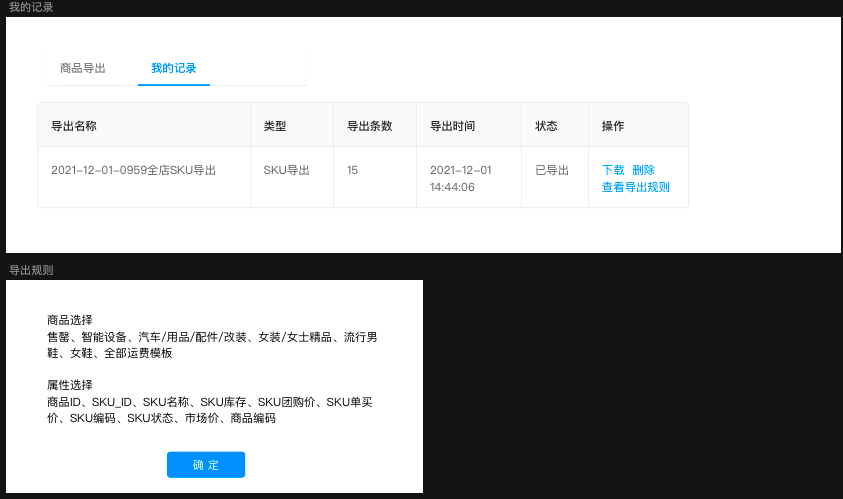 我的记录
商品导出 我的记录
导出名称 类型 导出条数 导出时间 状态 操作
2021-12-01-0959全店SKU导出 SKU导出 15 2021-12-01 已导出 下载 删除
14:44:06 查看导出规则
导出规则
商品选择
售罄、智能设备、汽车/用品/配件/改装、女装/女士精品、流行男
鞋、女鞋、全部运费模板
属性选择
商品ID、SKU_ID、SKU名称、SKU库存、SKU团购价、SKU单买
价、SKU编码、SKU状态、市场价、商品编码
确 定